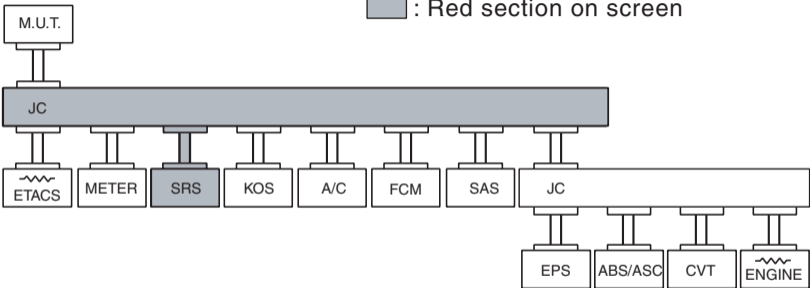 M.U.T.
: Red section on screen
JC
ETACS METER SRS KOS A/C FCM SAS JC
EPS ABS/ASC CVT ENGINE